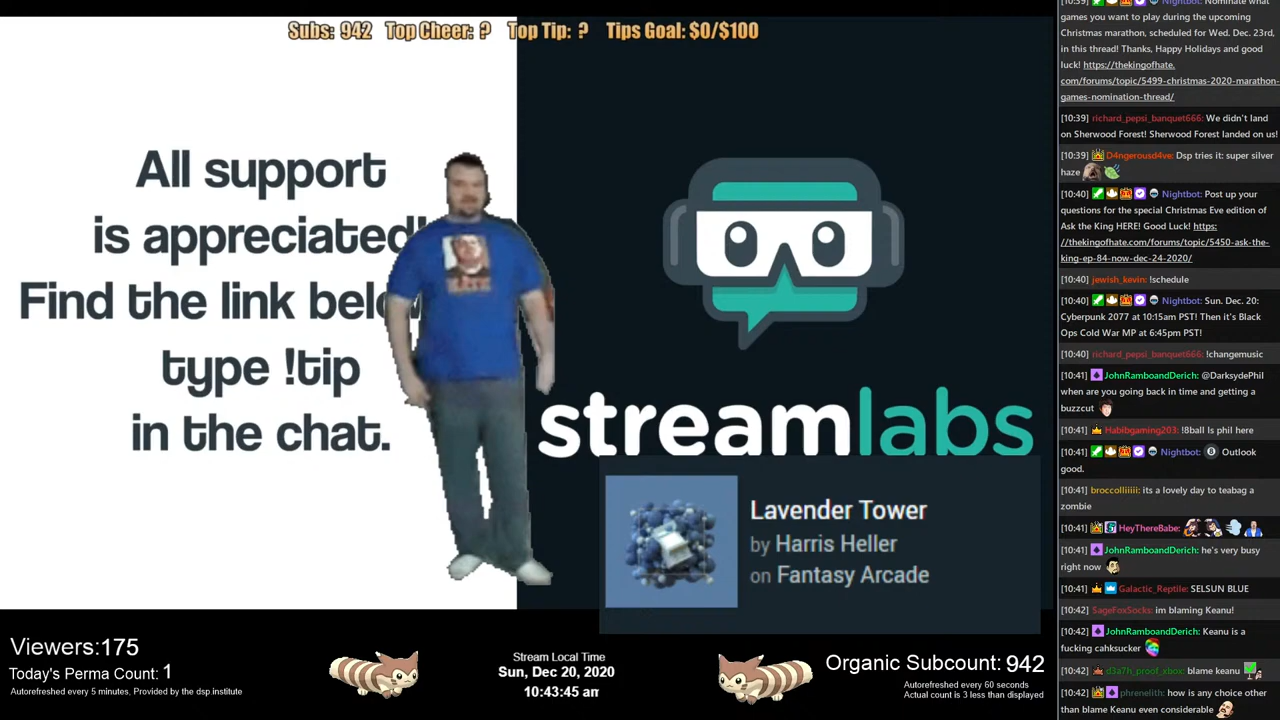 Subs: 942 Top Cheer: ? Top Tip: ? Tips Goal: $0/$100
All support
is appreciated!
Find the link below
type !tip
in the chat.
streamlabs
Lavender Tower
by Harris Heller
on Fantasy Arcade
Viewers:175
Today's Perma Count: 1
Autorefreshed every 5 minutes, Provided by the dsp institute
Stream Local Time
Sun, Dec 20, 2020
10:43:45 am
Organic Subcount: 942
Autorefreshed every 60 seconds
Actual count is 3 less than displayed
[10:39] Nightbot: Nominate what
games you want to play during the upcoming
Christmas marathon, scheduled for Wed. Dec. 23rd,
in this thread! Thanks, Happy Holidays and good
luck! https://thekingofhate.
com/forums/topic/5499-christmas-2020-marathon-
games-nomination-thread/
[10:39] richard_pepsi_banquet666: We didn't land
on Sherwood Forest! Sherwood Forest landed on us!
[10:39] D4ngerousd4ve: Dsp tries it: super silver
haze
[10:40] Nightbot: Post up your
questions for the special Christmas Eve edition of
Ask the King HERE! Good Luck! https:
//thekingofhate.com/forums/topic/5450-ask-the-
king-ep-84-now-dec-24-2020/
[10:40] jewish_kevin: !schedule
[10:40] Nightbot: Sun. Dec. 20:
Cyberpunk 2077 at 10:15am PST! Then it's Black
Ops Cold War MP at 6:45pm PST!
[10:40] richard_pepsi_banquet666: !changemusic
[10:41] JohnRamboandDerich: @DarksydePhil
when are you going back in time and getting a
buzzcut
[10:41] Habibgaming203: !8ball Is phil here
[10:41] Nightbot: 8 Outlook
good.
[10:41] broccolliiiii: its a lovely day to teabag a
zombie
[10:41] HeyThereBabe:
[10:41] JohnRamboandDerich: he's very busy
right now
[10:41] Galactic_Reptile: SELSUN BLUE
[10:42] SageFoxSocks: im blaming Keanu!
[10:42] JohnRamboandDerich: Keanu is a
fucking cahksucker
[10:42] d3a7h_proof_xbox: blame keanu
[10:42] phrenelith: how is any choice other
than blame Keanu even considerable